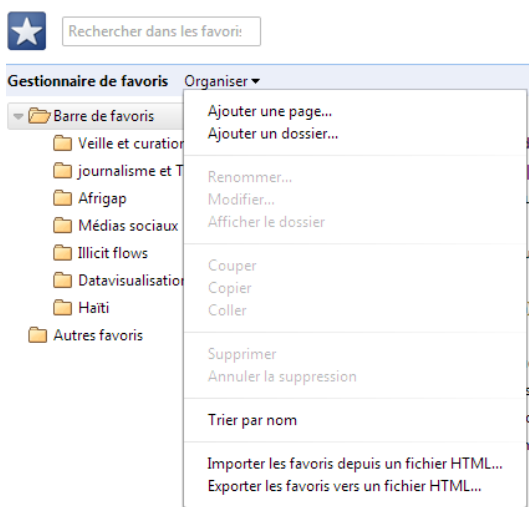 Rechercher dans les favoris
Gestionnaire de favoris Organiser
Barre de favoris
Veille et curation
journalisme et T
Afrigap
Médias sociaux
Illicit flows
Datavisualisation
Haïti
Autres favoris
Ajouter une page...
Ajouter un dossier...
Renommer...
Modifier...
Afficher le dossier
Couper
Copier
Coller
Supprimer
Annuler la suppression
Trier par nom
Importer les favoris depuis un fichier HTML...
Exporter les favoris vers un fichier HTML...